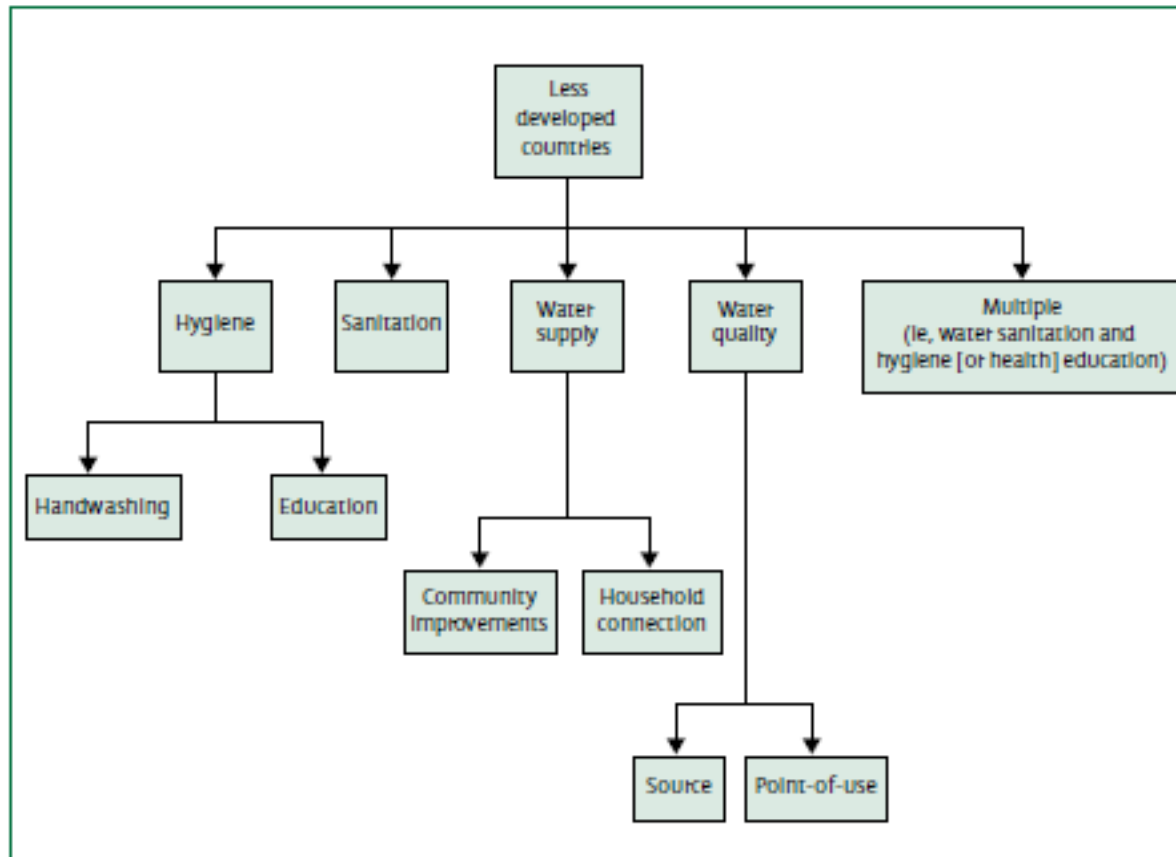 Less
developed
countries
Hygiene
Sanitation
Water
supply
Water
quality
Multiple
(ie, water sanitation and
hygiene [or health] education)
Handwashing
Education
Community
improvements
Household
connection
Source
Point-of-use